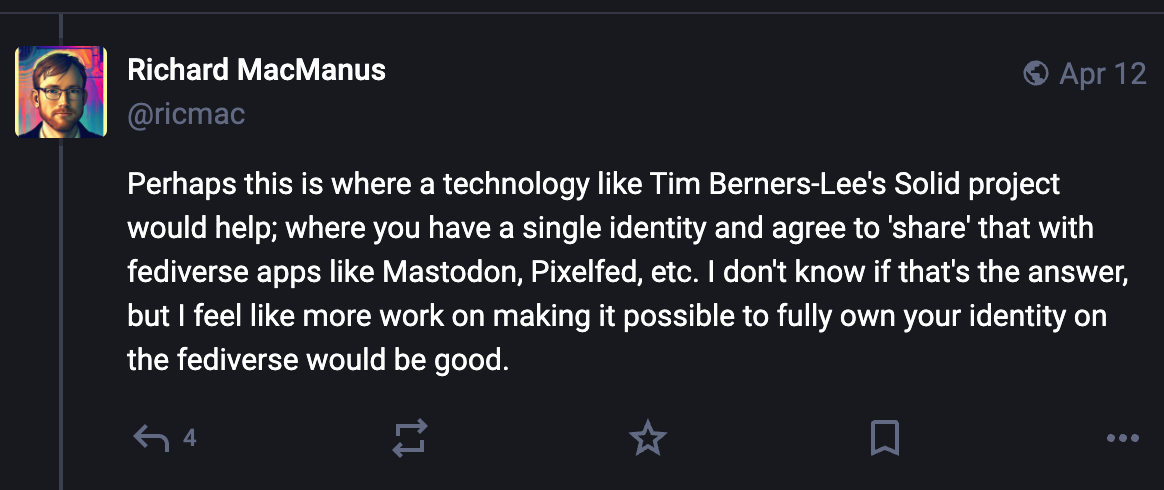 Richard MacManus
@ricmac
Apr 12
Perhaps this is where a technology like Tim Berners-Lee's Solid project
would help; where you have a single identity and agree to 'share' that with
fediverse apps like Mastodon, Pixelfed, etc. I don't know if that's the answer,
but I feel like more work on making it possible to fully own your identity on
the fediverse would be good.
4